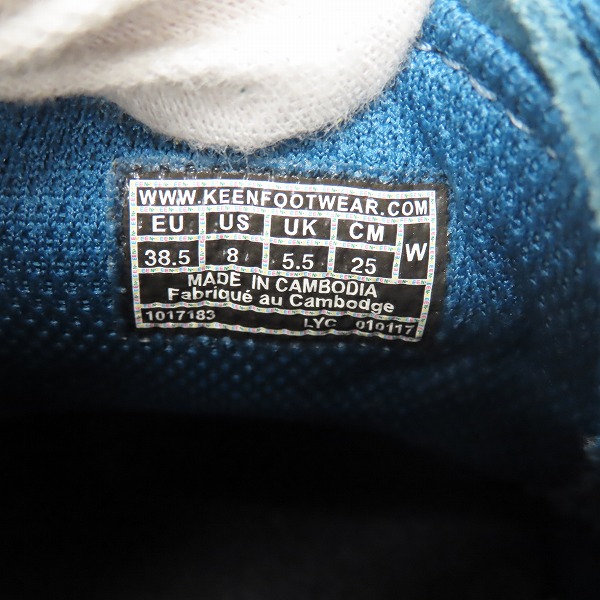 WWW.KEENFOOTWEAR.COM
EU US UK CM W
38.5 8 5.5 25
MADE IN CAMBODIA
Fabriqué au Cambodge
1017183 LYC 010117